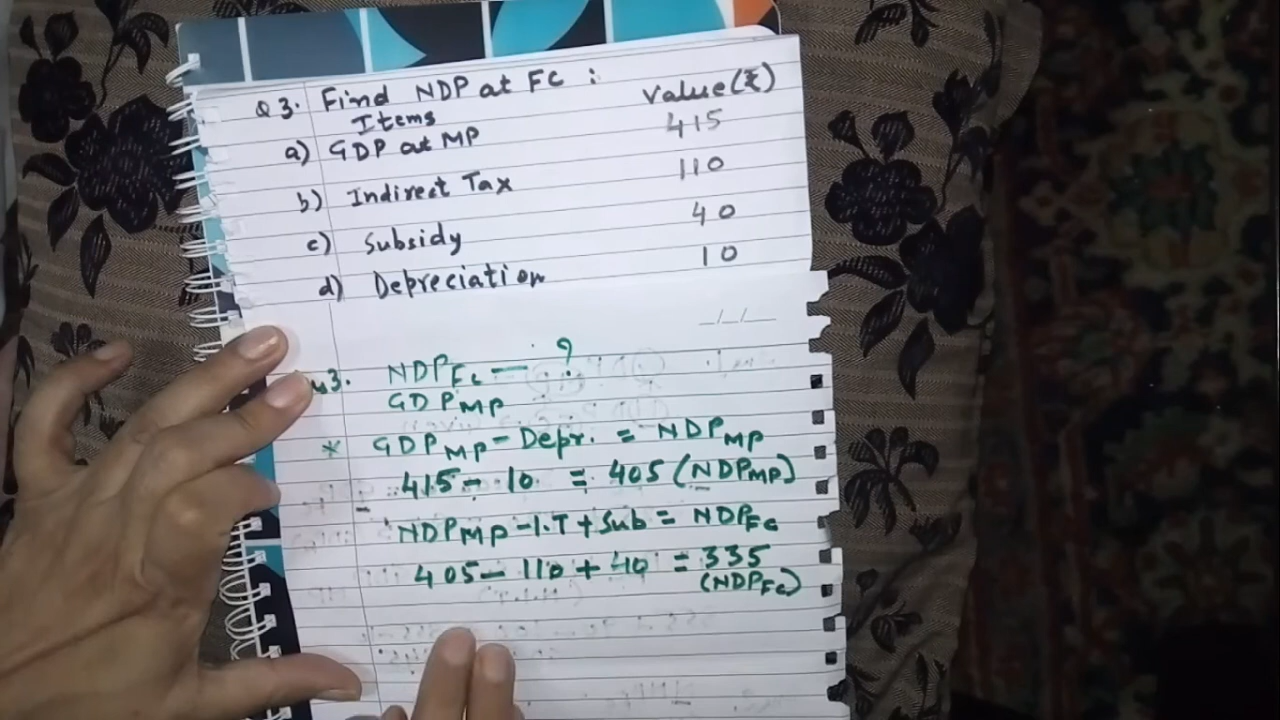 Q3. Find NDP at FC :
Items Value(₹)
a) GDP at MP 415
b) Indirect Tax 110
c) Subsidy 40
d) Depreciation 10
_/_/_
3. NDPFC — ?
GDPMP
* GDPMP - Depr. = NDPMP
415 - 10 = 405 (NDPMP)
NDPMP - I.T + Sub = NDPFC
405 - 110 + 40 = 335
(NDPFC)